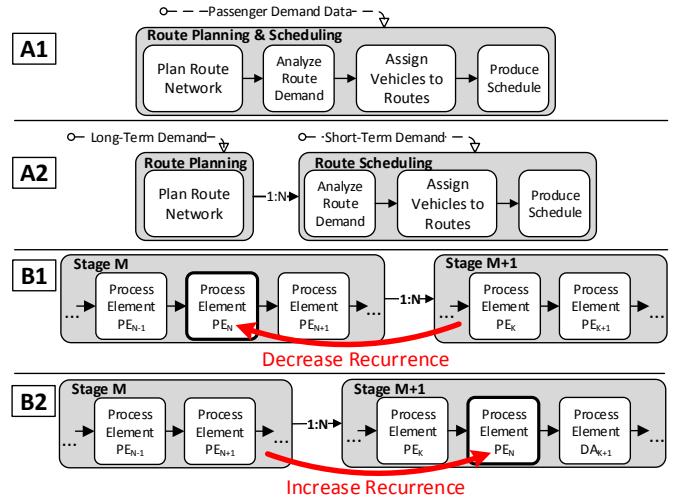 Passenger Demand Data
A1
Route Planning & Scheduling
Plan Route
Network
Analyze
Route
Demand
Assign
Vehicles to
Routes
Produce
Schedule
Long-Term Demand
Short-Term Demand
A2
Route Planning
Plan Route
Network
1:N
Route Scheduling
Analyze
Route
Demand
Assign
Vehicles to
Routes
Produce
Schedule
B1
Stage M
...
Process
Element
PEN-1
Process
Element
PEN
Process
Element
PEN+1
...
1:N
Stage M+1
...
Process
Element
PEK
Process
Element
PEK+1
...
Decrease Recurrence
B2
Stage M
...
Process
Element
PEN-1
Process
Element
PEN+1
...
1:N
Stage M+1
...
Process
Element
PEK
Process
Element
PEN
Process
Element
DAK+1
...
Increase Recurrence